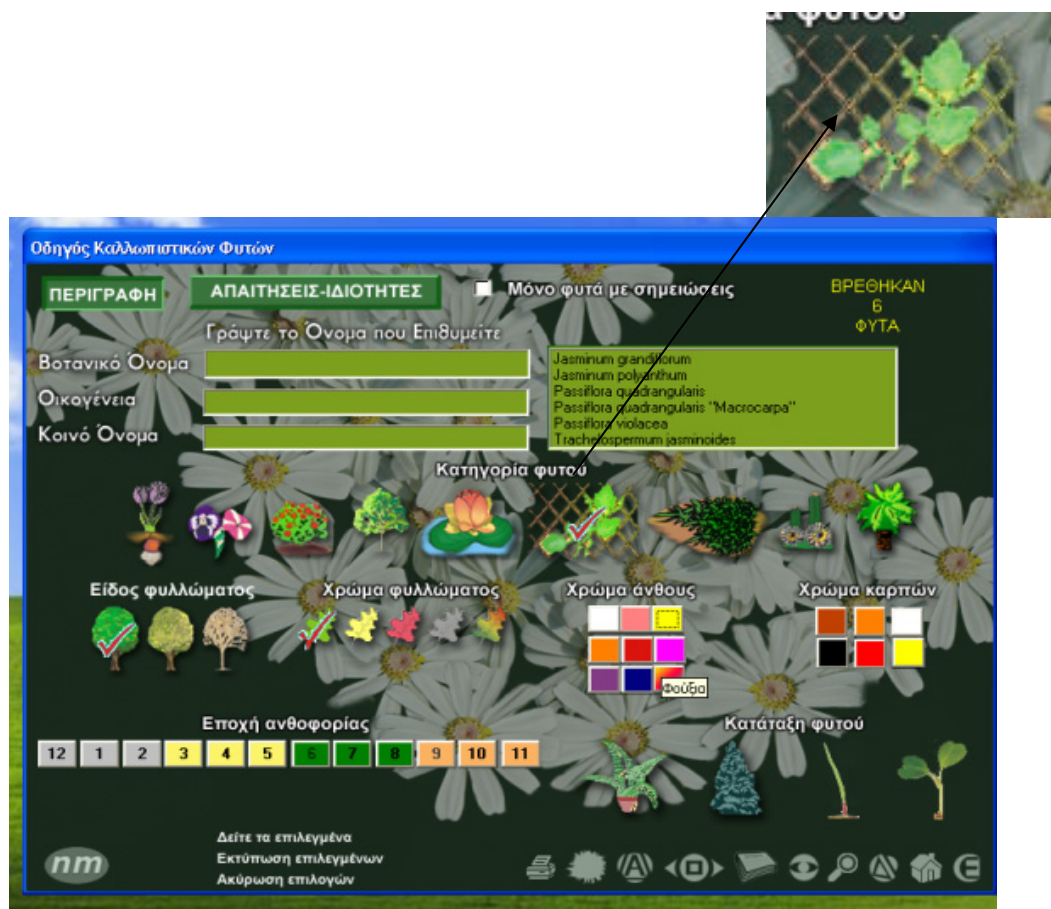 α φυτού
Οδηγός Καλλωπιστικών Φυτών
ΠΕΡΙΓΡΑΦΗ ΑΠΑΙΤΗΣΕΙΣ-ΙΔΙΟΤΗΤΕΣ Μόνο φυτά με σημειώσεις
ΒΡΕΘΗΚΑΝ
6
ΦΥΤΑ
Γράψτε το Όνομα που Επιθυμείτε
Βοτανικό Όνομα
Οικογένεια
Κοινό Όνομα
Jasminum grandiflorum
Jasminum polyanthum
Passiflora quadrangularis
Passiflora quadrangularis "Macrocarpa"
Passiflora violacea
Trachelospermum jasminoides
Κατηγορία φυτού
Είδος φυλλώματος Χρώμα φυλλώματος Χρώμα άνθους Χρώμα καρπών
Φούξια
Εποχή ανθοφορίας Κατάταξη φυτού
12 1 2 3 4 5 6 7 8 9 10 11
Δείτε τα επιλεγμένα
Εκτύπωση επιλεγμένων
Ακύρωση επιλογών
nm